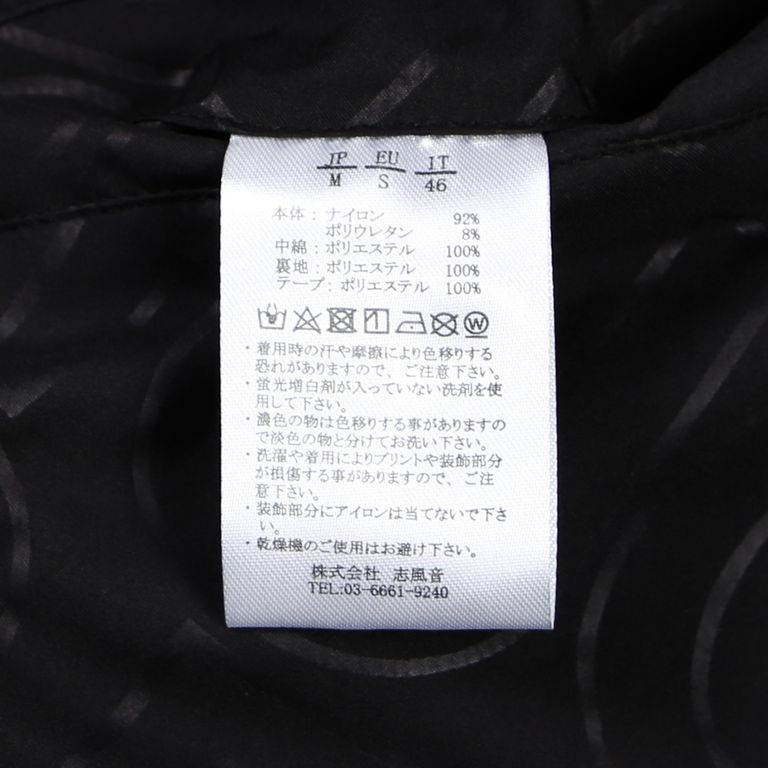 JP EU IT
M S 46
本体：ナイロン 92%
ポリウレタン 8%
中綿：ポリエステル 100%
裏地：ポリエステル 100%
テープ：ポリエステル 100%
W
・着用時の汗や摩擦により色移りする
恐れがありますので、ご注意下さい。
・蛍光増白剤が入っていない洗剤を使
用して下さい。
・濃色の物は色移りする事がありますの
で淡色の物と分けてお洗い下さい。
・洗濯や着用によりプリントや装飾部分
が損傷する事がありますので、ご注
意下さい。
・装飾部分にアイロンは当てないで下さ
い。
・乾燥機のご使用はお避け下さい。
株式会社 志風音
TEL:03-6661-9240